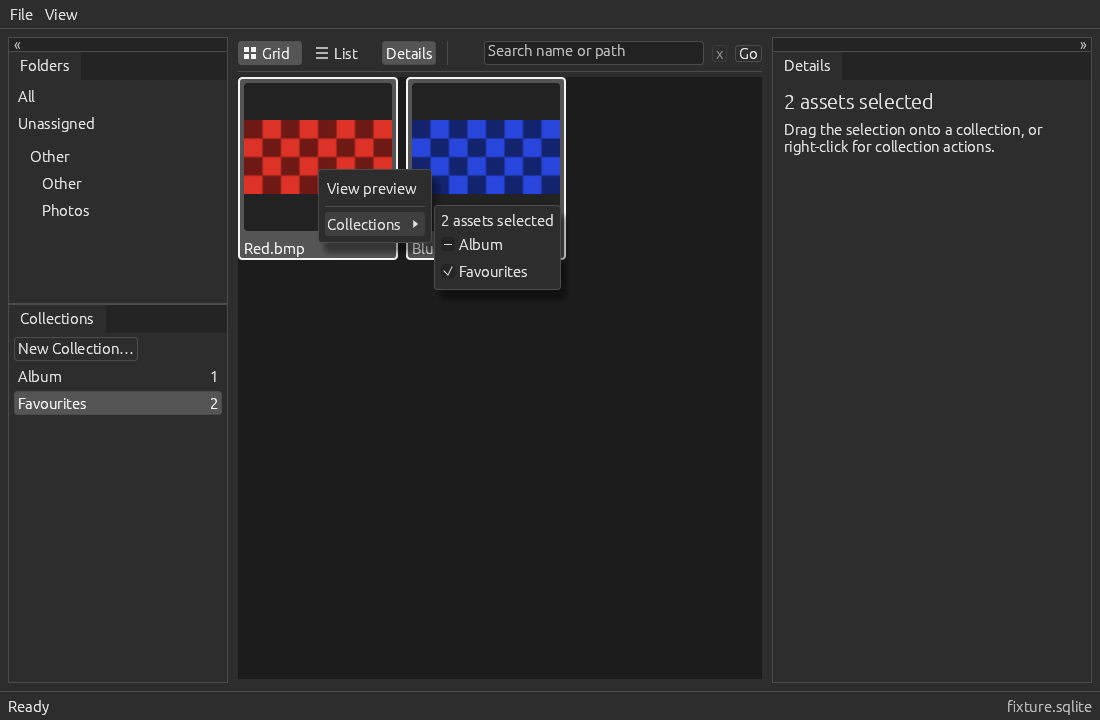 File View
«
Folders
All
Unassigned
Other
Other
Photos
Collections
New Collection...
Album 1
Favourites 2
Grid List Details Search name or path x Go
Red.bmp
Blu
View preview
Collections
2 assets selected
Album
Favourites
»
Details
2 assets selected
Drag the selection onto a collection, or
right-click for collection actions.
Ready fixture.sqlite